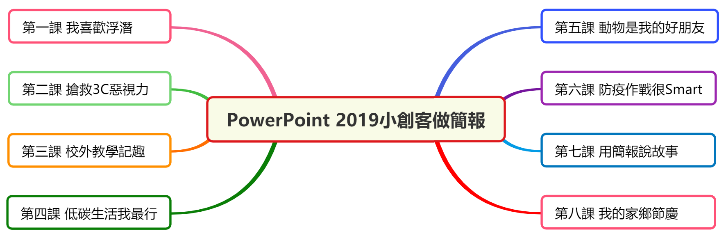 第一課 我喜歡浮潛
第二課 搶救3C惡視力
第三課 校外教學記趣
第四課 低碳生活我最行
PowerPoint 2019小創客做簡報
第五課 動物是我的好朋友
第六課 防疫作戰很Smart
第七課 用簡報說故事
第八課 我的家鄉節慶